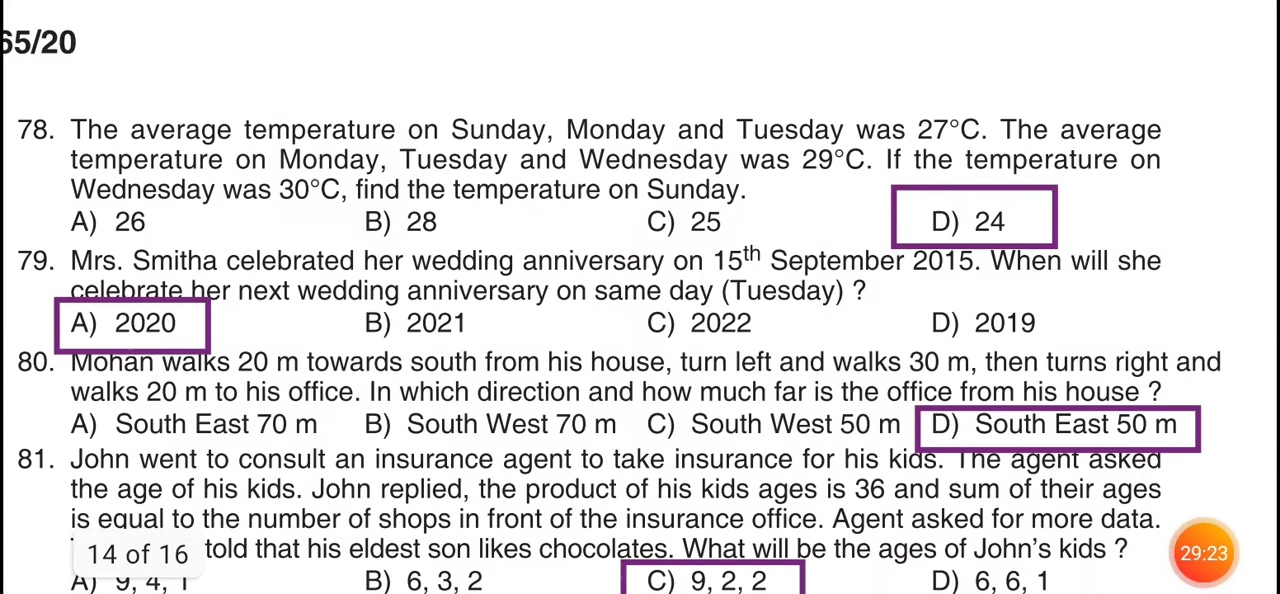 65/20
78. The average temperature on Sunday, Monday and Tuesday was 27°C. The average
temperature on Monday, Tuesday and Wednesday was 29°C. If the temperature on
Wednesday was 30°C, find the temperature on Sunday.
A) 26 B) 28 C) 25 D) 24
79. Mrs. Smitha celebrated her wedding anniversary on 15th September 2015. When will she
celebrate her next wedding anniversary on same day (Tuesday) ?
A) 2020 B) 2021 C) 2022 D) 2019
80. Mohan walks 20 m towards south from his house, turn left and walks 30 m, then turns right and
walks 20 m to his office. In which direction and how much far is the office from his house ?
A) South East 70 m B) South West 70 m C) South West 50 m D) South East 50 m
81. John went to consult an insurance agent to take insurance for his kids. The agent asked
the age of his kids. John replied, the product of his kids ages is 36 and sum of their ages
is equal to the number of shops in front of the insurance office. Agent asked for more data.
told that his eldest son likes chocolates. What will be the ages of John's kids ?
14 of 16
29:23
A) 9, 4, 1 B) 6, 3, 2 C) 9, 2, 2 D) 6, 6, 1